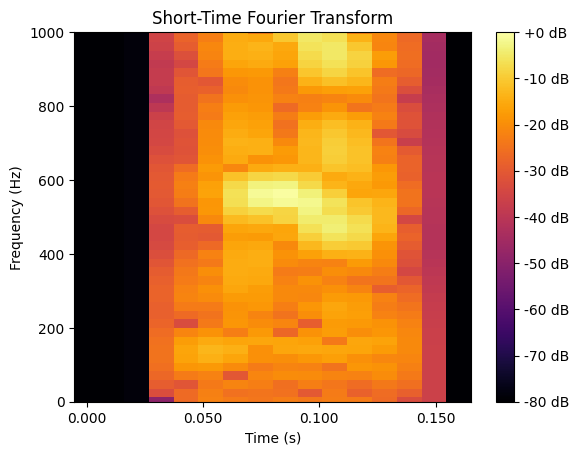 Short-Time Fourier Transform
Frequency (Hz)
1000
800
600
400
200
0
0.000
0.050
0.100
0.150
Time (s)
+0 dB
-10 dB
-20 dB
-30 dB
-40 dB
-50 dB
-60 dB
-70 dB
-80 dB